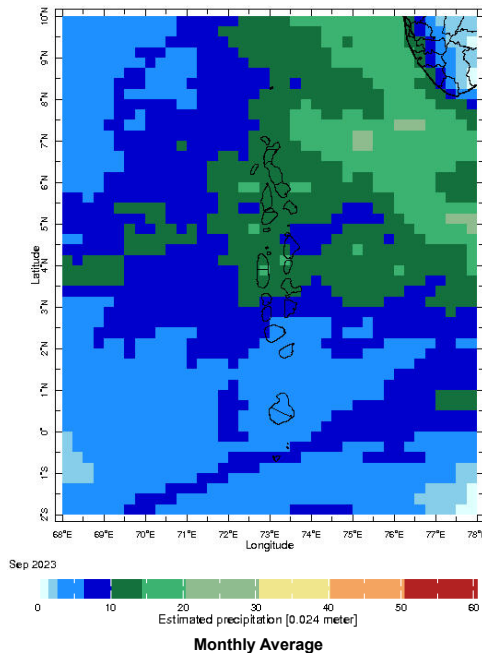 10°N
9°N
8°N
7°N
6°N
5°N
4°N
3°N
2°N
1°N
0°
1°S
2°S
Latitude
68°E 69°E 70°E 71°E 72°E 73°E 74°E 75°E 76°E 77°E 78°E
Longitude
Sep 2023
0 10 20 30 40 50 60
Estimated precipitation [0.024 meter]
Monthly Average